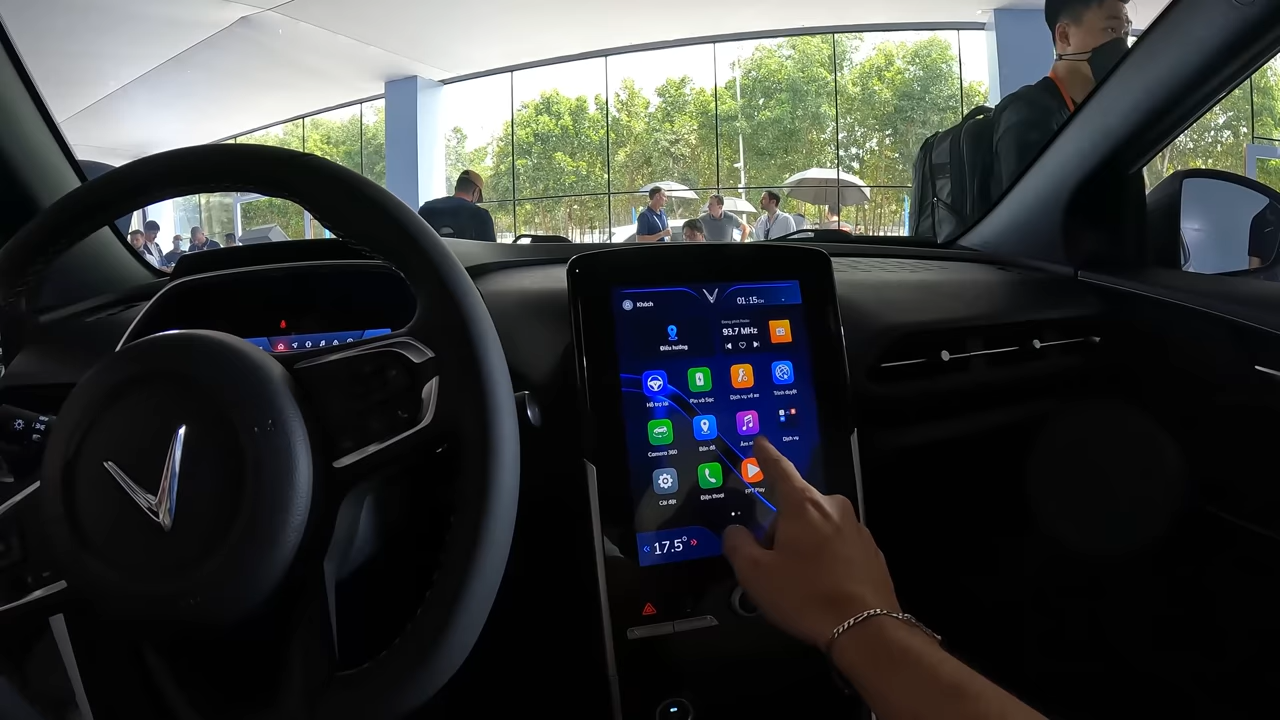 Khách
01:15 CH
Điều hướng
93.7 MHz
Hỗ trợ lái
Pin và Sạc
Dịch vụ về xe
Trình duyệt
Camera 360
Bản đồ
Âm n
Dịch vụ
Cài đặt
Điện thoại
FPT Play
17.5°